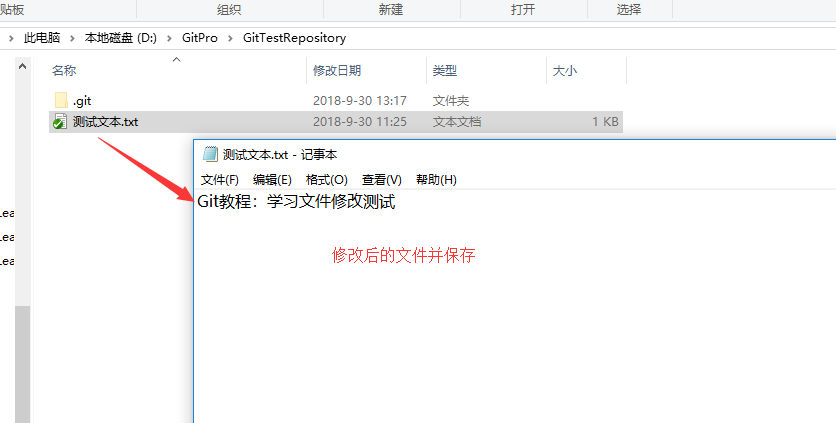 贴板 组织 新建 打开 选择
此电脑 本地磁盘 (D:) GitPro GitTestRepository
名称 修改日期 类型 大小
.git 2018-9-30 13:17 文件夹
测试文本.txt 2018-9-30 11:25 文本文档 1 KB
测试文本.txt - 记事本
文件(F) 编辑(E) 格式(O) 查看(V) 帮助(H)
Git教程：学习文件修改测试
修改后的文件并保存